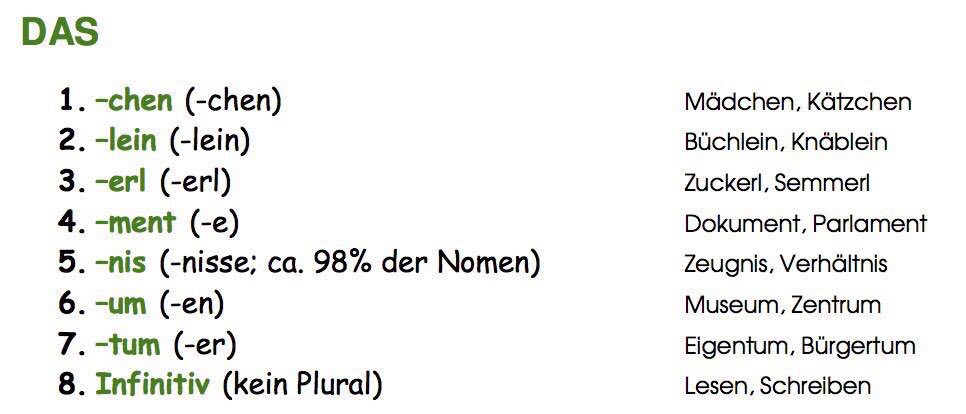 DAS
1. –chen (-chen) Mädchen, Kätzchen
2. –lein (-lein) Büchlein, Knäblein
3. –erl (-erl) Zuckerl, Semmerl
4. –ment (-e) Dokument, Parlament
5. –nis (-nisse; ca. 98% der Nomen) Zeugnis, Verhältnis
6. –um (-en) Museum, Zentrum
7. –tum (-er) Eigentum, Bürgertum
8. Infinitiv (kein Plural) Lesen, Schreiben